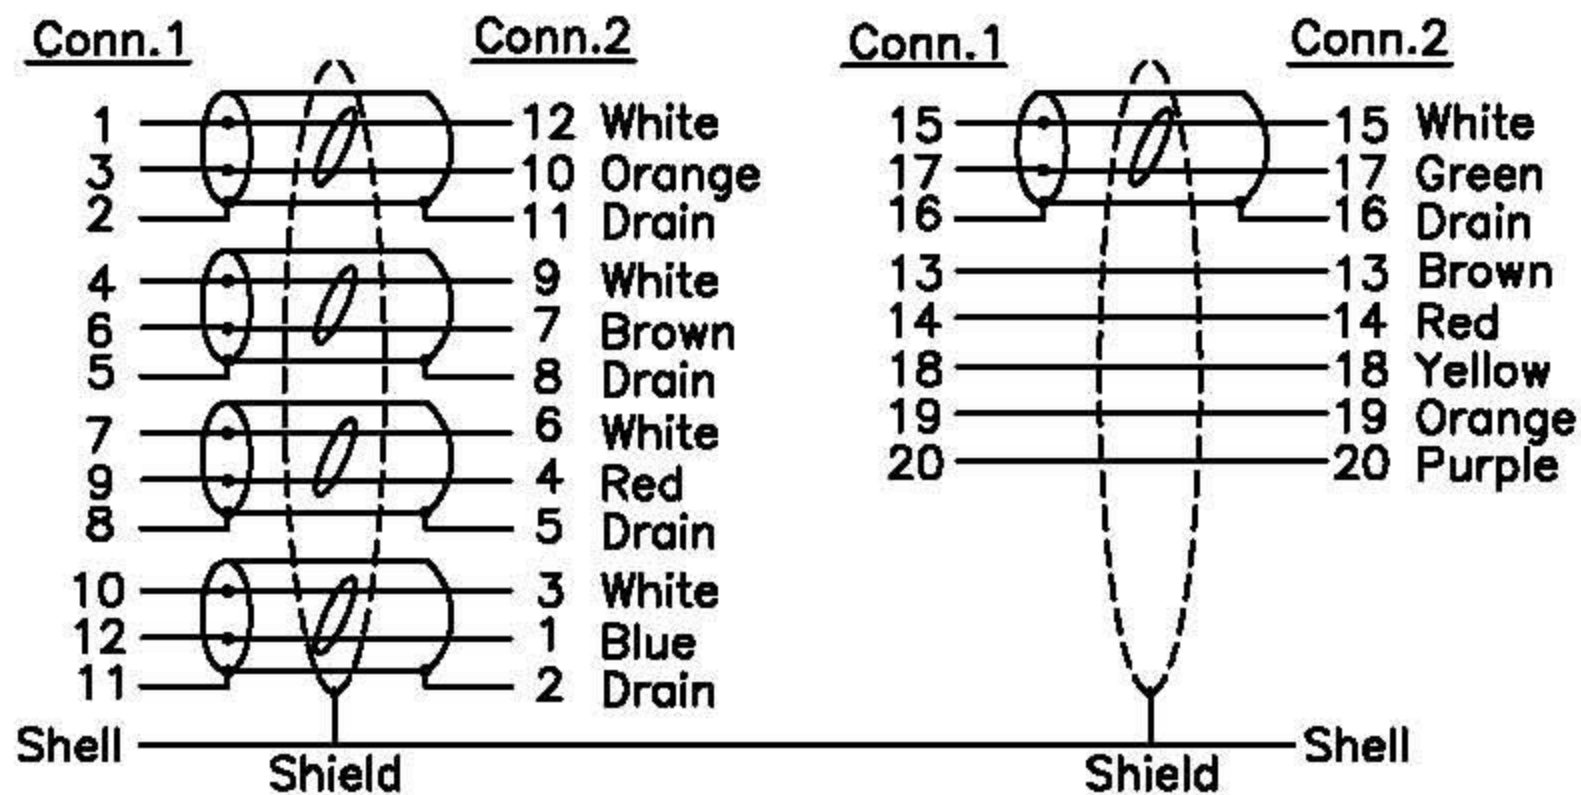 Conn.1 Conn.2
1 12 White
3 10 Orange
2 11 Drain
4 9 White
6 7 Brown
5 8 Drain
7 6 White
9 4 Red
8 5 Drain
10 3 White
12 1 Blue
11 2 Drain
Conn.1 Conn.2
15 15 White
17 17 Green
16 16 Drain
13 13 Brown
14 14 Red
18 18 Yellow
19 19 Orange
20 20 Purple
Shell Shell
Shield Shield